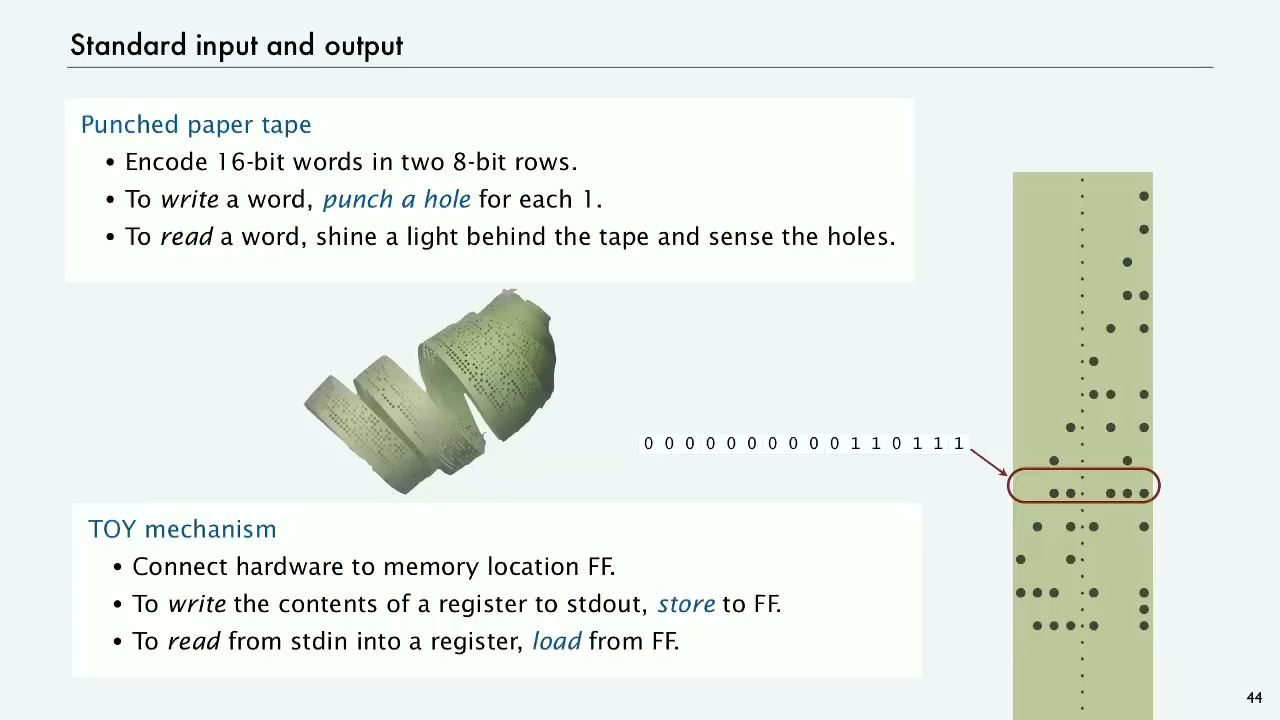 Standard input and output
Punched paper tape
• Encode 16-bit words in two 8-bit rows.
• To write a word, punch a hole for each 1.
• To read a word, shine a light behind the tape and sense the holes.
0 0 0 0 0 0 0 0 0 0 1 1 0 1 1 1
TOY mechanism
• Connect hardware to memory location FF.
• To write the contents of a register to stdout, store to FF.
• To read from stdin into a register, load from FF.
44